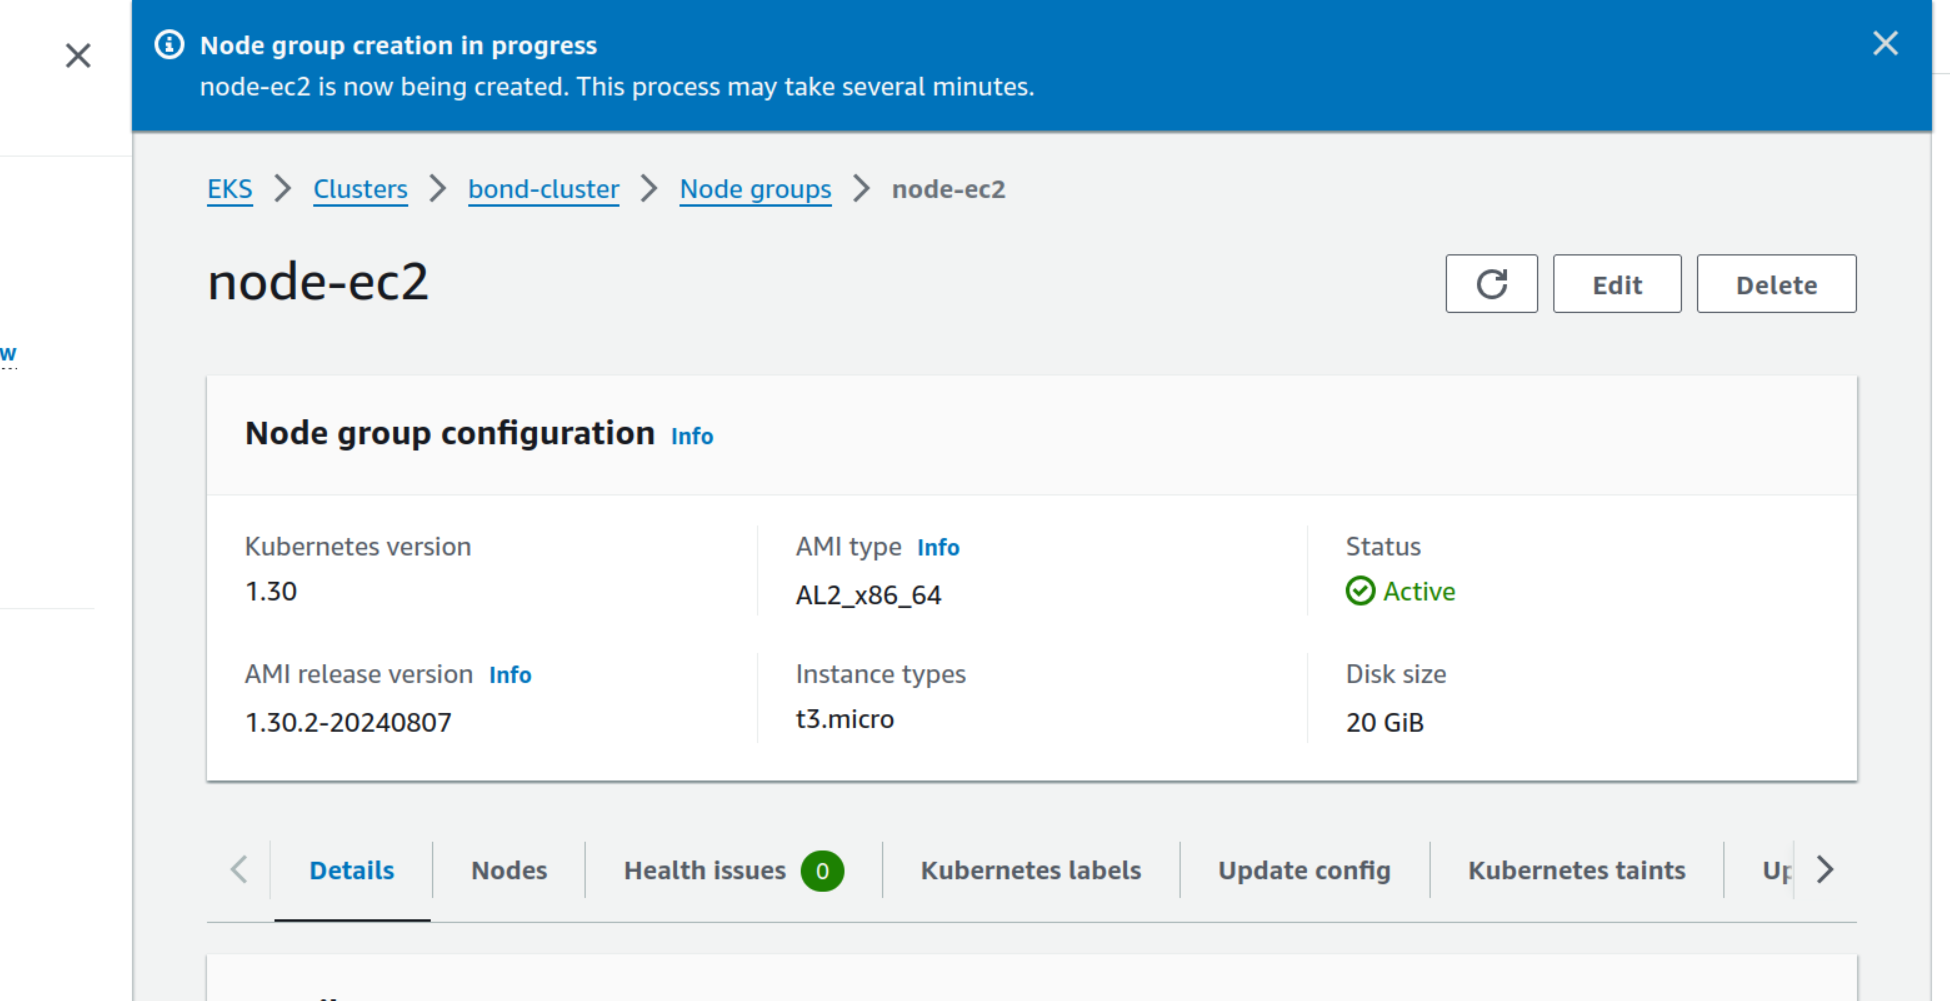 Node group creation in progress
node-ec2 is now being created. This process may take several minutes.
EKS > Clusters > bond-cluster > Node groups > node-ec2
node-ec2
Edit
Delete
w
Node group configuration Info
Kubernetes version
1.30
AMI type Info
AL2_x86_64
Status
Active
AMI release version Info
1.30.2-20240807
Instance types
t3.micro
Disk size
20 GiB
Details
Nodes
Health issues 0
Kubernetes labels
Update config
Kubernetes taints